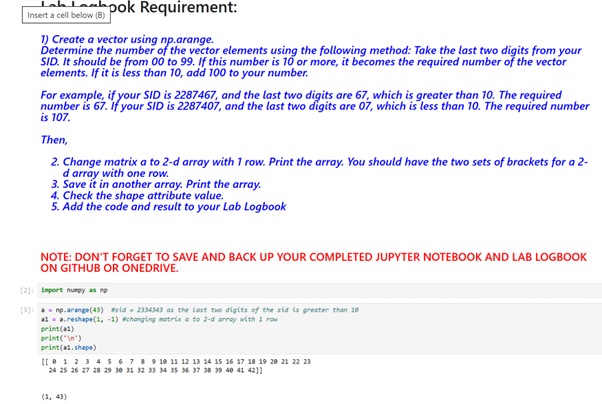 Lab Logbook Requirement:
Insert a cell below (B)
1) Create a vector using np.arange.
Determine the number of the vector elements using the following method: Take the last two digits from your
SID. It should be from 00 to 99. If this number is 10 or more, it becomes the required number of the vector
elements. If it is less than 10, add 100 to your number.
For example, if your SID is 2287467, and the last two digits are 67, which is greater than 10. The required
number is 67. If your SID is 2287407, and the last two digits are 07, which is less than 10. The required number
is 107.
Then,
2. Change matrix a to 2-d array with 1 row. Print the array. You should have the two sets of brackets for a 2-
d array with one row.
3. Save it in another array. Print the array.
4. Check the shape attribute value.
5. Add the code and result to your Lab Logbook
NOTE: DON'T FORGET TO SAVE AND BACK UP YOUR COMPLETED JUPYTER NOTEBOOK AND LAB LOGBOOK
ON GITHUB OR ONEDRIVE.
[2]: import numpy as np
[3]: a = np.arange(43) #sid = 2334343 as the last two digits of the sid is greater than 10
a1 = a.reshape(1, -1) #changing matrix a to 2-d array with 1 row
print(a1)
print('\n')
print(a1.shape)
[[ 0 1 2 3 4 5 6 7 8 9 10 11 12 13 14 15 16 17 18 19 20 21 22 23
24 25 26 27 28 29 30 31 32 33 34 35 36 37 38 39 40 41 42]]
(1, 43)